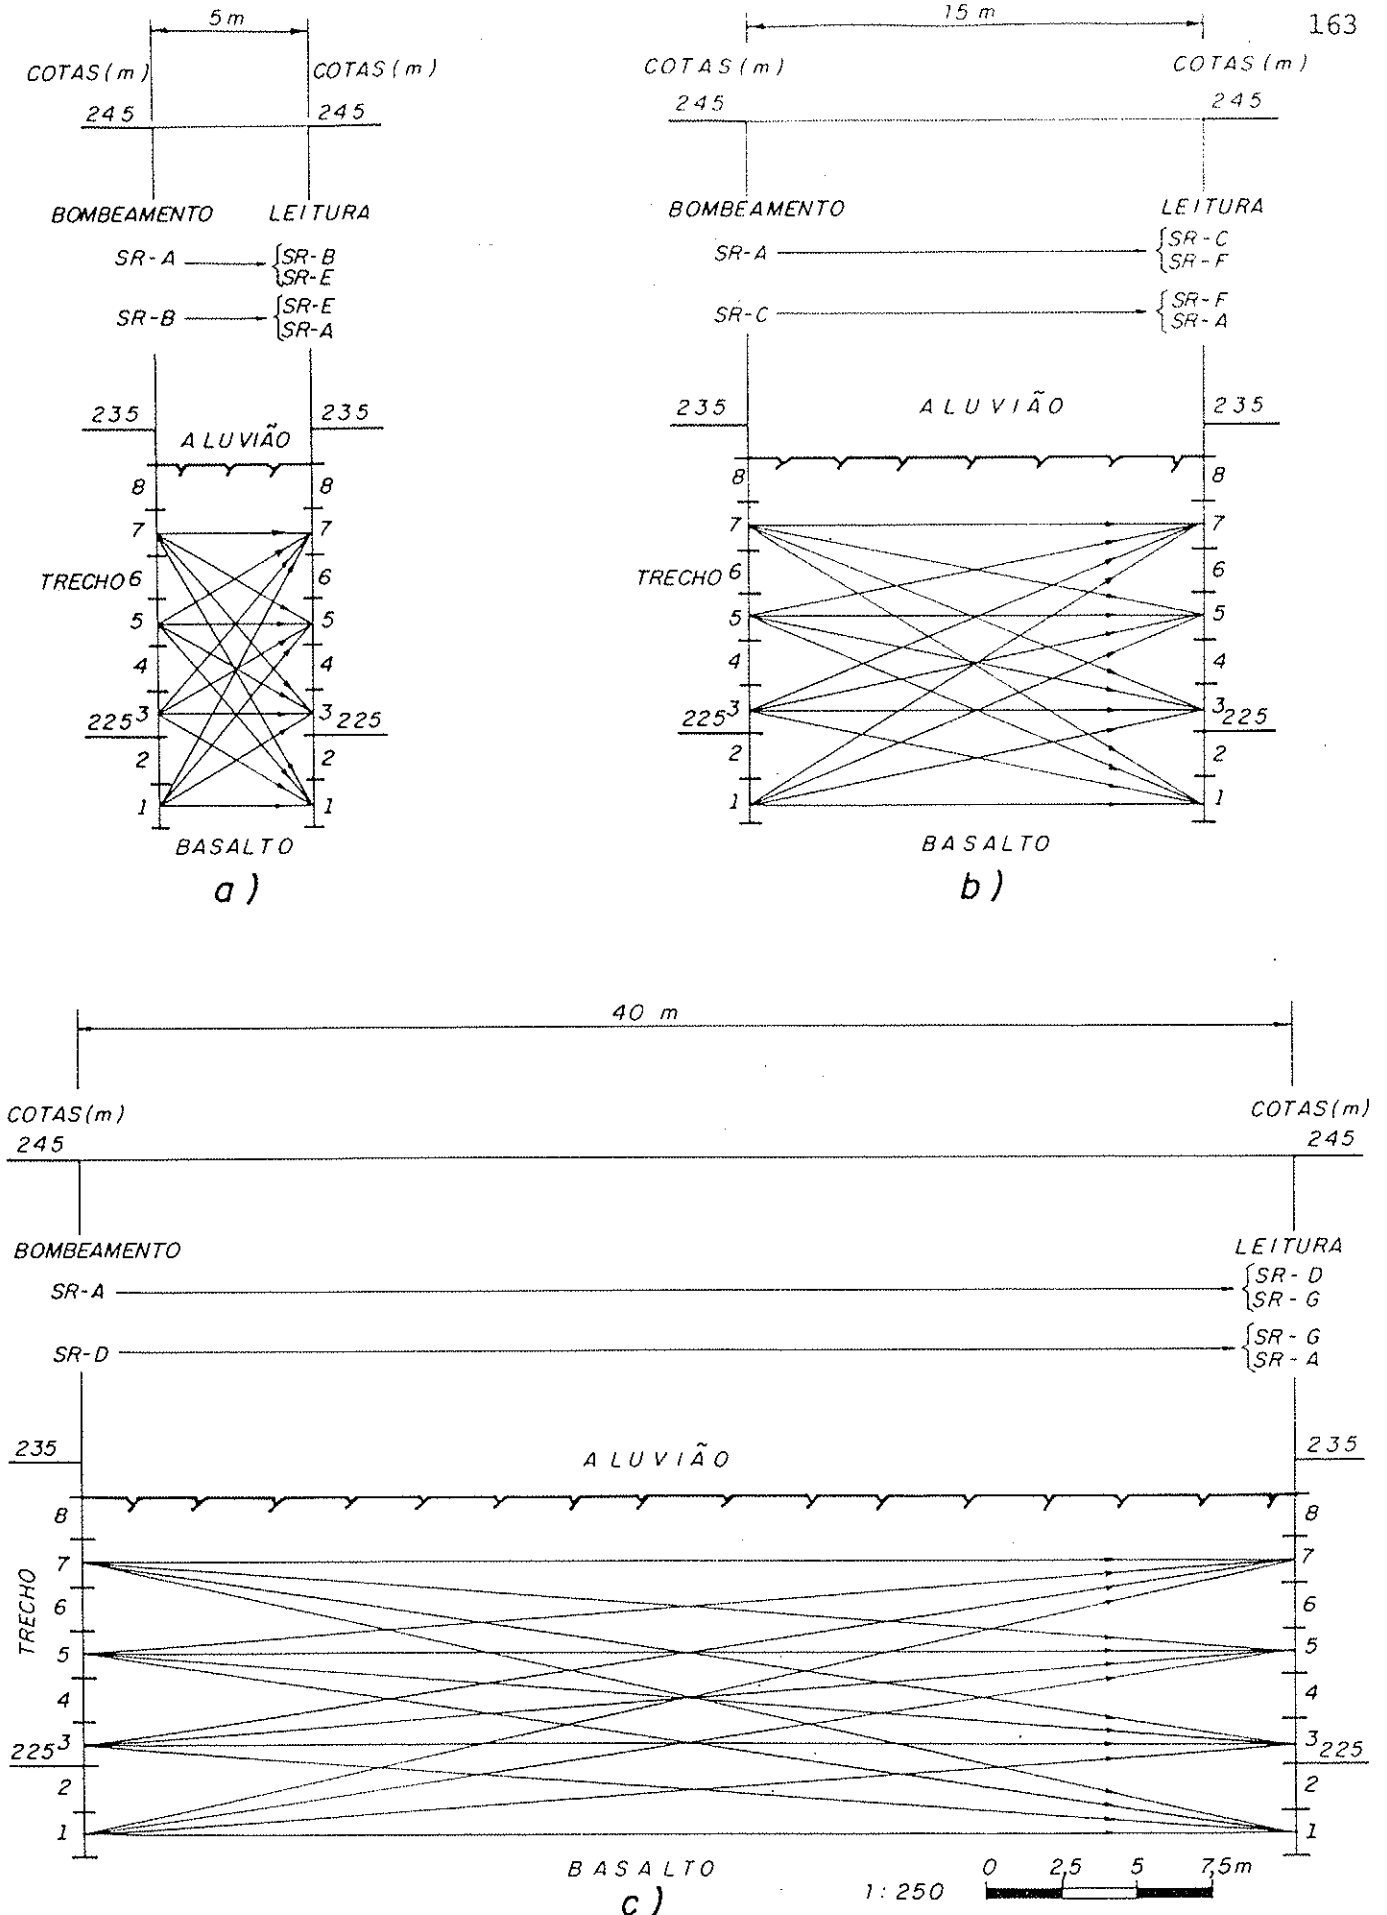 163
5 m
COTAS (m) COTAS (m)
245 245
BOMBEAMENTO LEITURA
SR-A SR-B
SR-E
SR-B SR-E
SR-A
235 235
ALUVIÃO
8 8
7 7
TRECHO 6 6
5 5
4 4
3 3
225 225
2 2
1 1
BASALTO
a)
15 m
COTAS (m) COTAS (m)
245 245
BOMBEAMENTO LEITURA
SR-A SR-C
SR-F
SR-C SR-F
SR-A
235 ALUVIÃO 235
8 8
7 7
TRECHO 6 6
5 5
4 4
3 3
225 225
2 2
1 1
BASALTO
b)
40 m
COTAS (m) COTAS (m)
245 245
BOMBEAMENTO LEITURA
SR-A SR-D
SR-G
SR-D SR-G
SR-A
235 ALUVIÃO 235
8 8
7 7
TRECHO
6 6
5 5
4 4
225 3 3 225
2 2
1 1
BASALTO
c)
1:250
0 2,5 5 7,5m